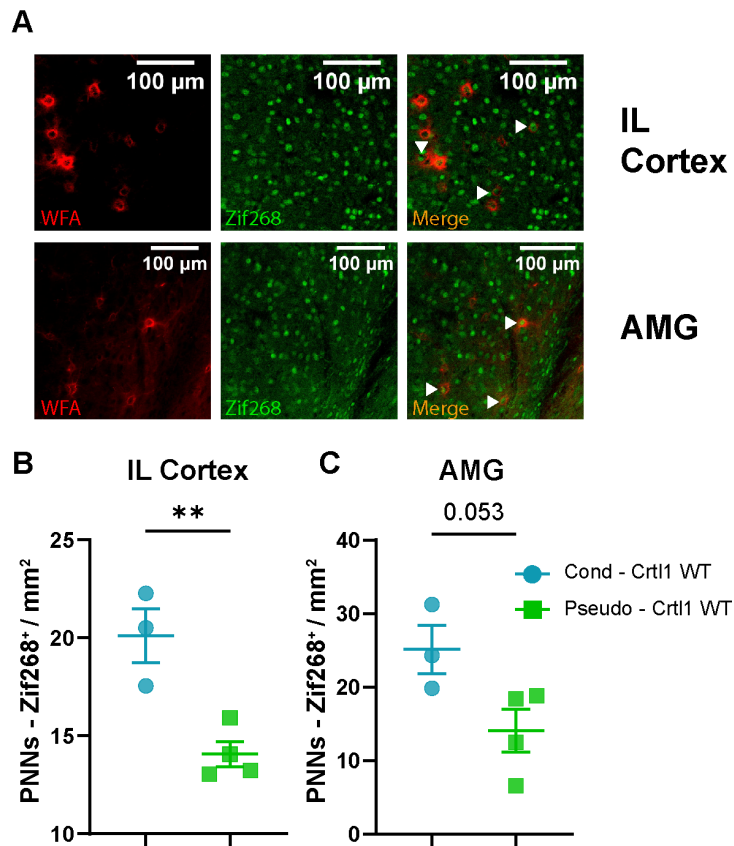 A
100 µm
100 µm
100 µm
WFA
Zif268
Merge
IL
Cortex
100 µm
100 µm
100 µm
WFA
Zif268
Merge
AMG
B
IL Cortex
**
PNNs - Zif268⁺ / mm²
25
20
15
10
C
AMG
0.053
PNNs - Zif268⁺ / mm²
40
30
20
10
0
Cond - Crtl1 WT
Pseudo - Crtl1 WT